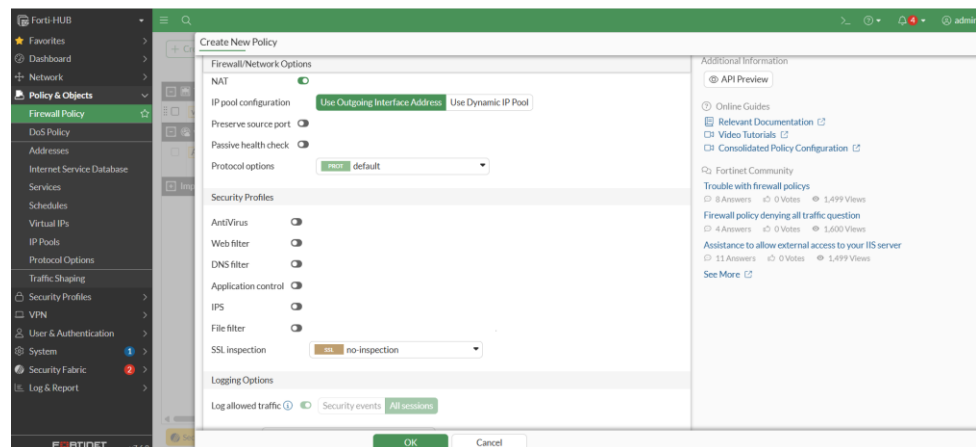 Forti-HUB
admin
Favorites
Dashboard
Network
Policy & Objects
Firewall Policy
DoS Policy
Addresses
Internet Service Database
Services
Schedules
Virtual IPs
IP Pools
Protocol Options
Traffic Shaping
Security Profiles
VPN
User & Authentication
System 1
Security Fabric 2
Log & Report
4
Create New Policy
Firewall/Network Options
NAT
IP pool configuration Use Outgoing Interface Address Use Dynamic IP Pool
Preserve source port
Passive health check
Protocol options PROT default
Security Profiles
AntiVirus
Web filter
DNS filter
Application control
IPS
File filter
SSL inspection SSL no-inspection
Logging Options
Log allowed traffic Security events All sessions
OK Cancel
Additional Information
API Preview
Online Guides
Relevant Documentation
Video Tutorials
Consolidated Policy Configuration
Fortinet Community
Trouble with firewall policys
8 Answers 0 Votes 1,499 Views
Firewall policy denying all traffic question
4 Answers 0 Votes 1,600 Views
Assistance to allow external access to your IIS server
11 Answers 0 Votes 1,499 Views
See More